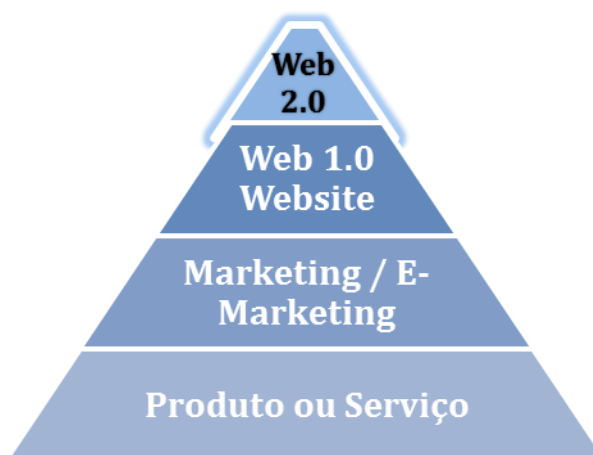 Web
2.0
Web 1.0
Website
Marketing / E-
Marketing
Produto ou Serviço